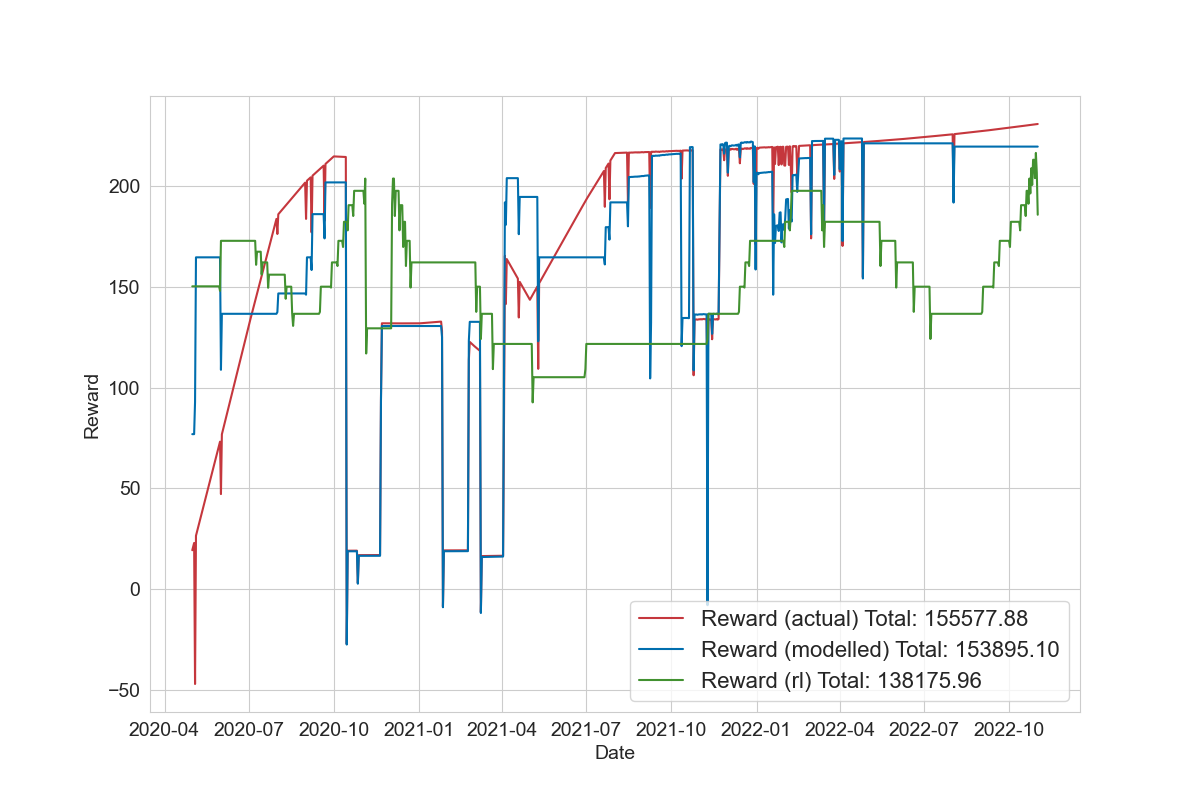 200
150
100
50
0
−50
Reward
2020-04 2020-07 2020-10 2021-01 2021-04 2021-07 2021-10 2022-01 2022-04 2022-07 2022-10
Date
Reward (actual) Total: 155577.88
Reward (modelled) Total: 153895.10
Reward (rl) Total: 138175.96